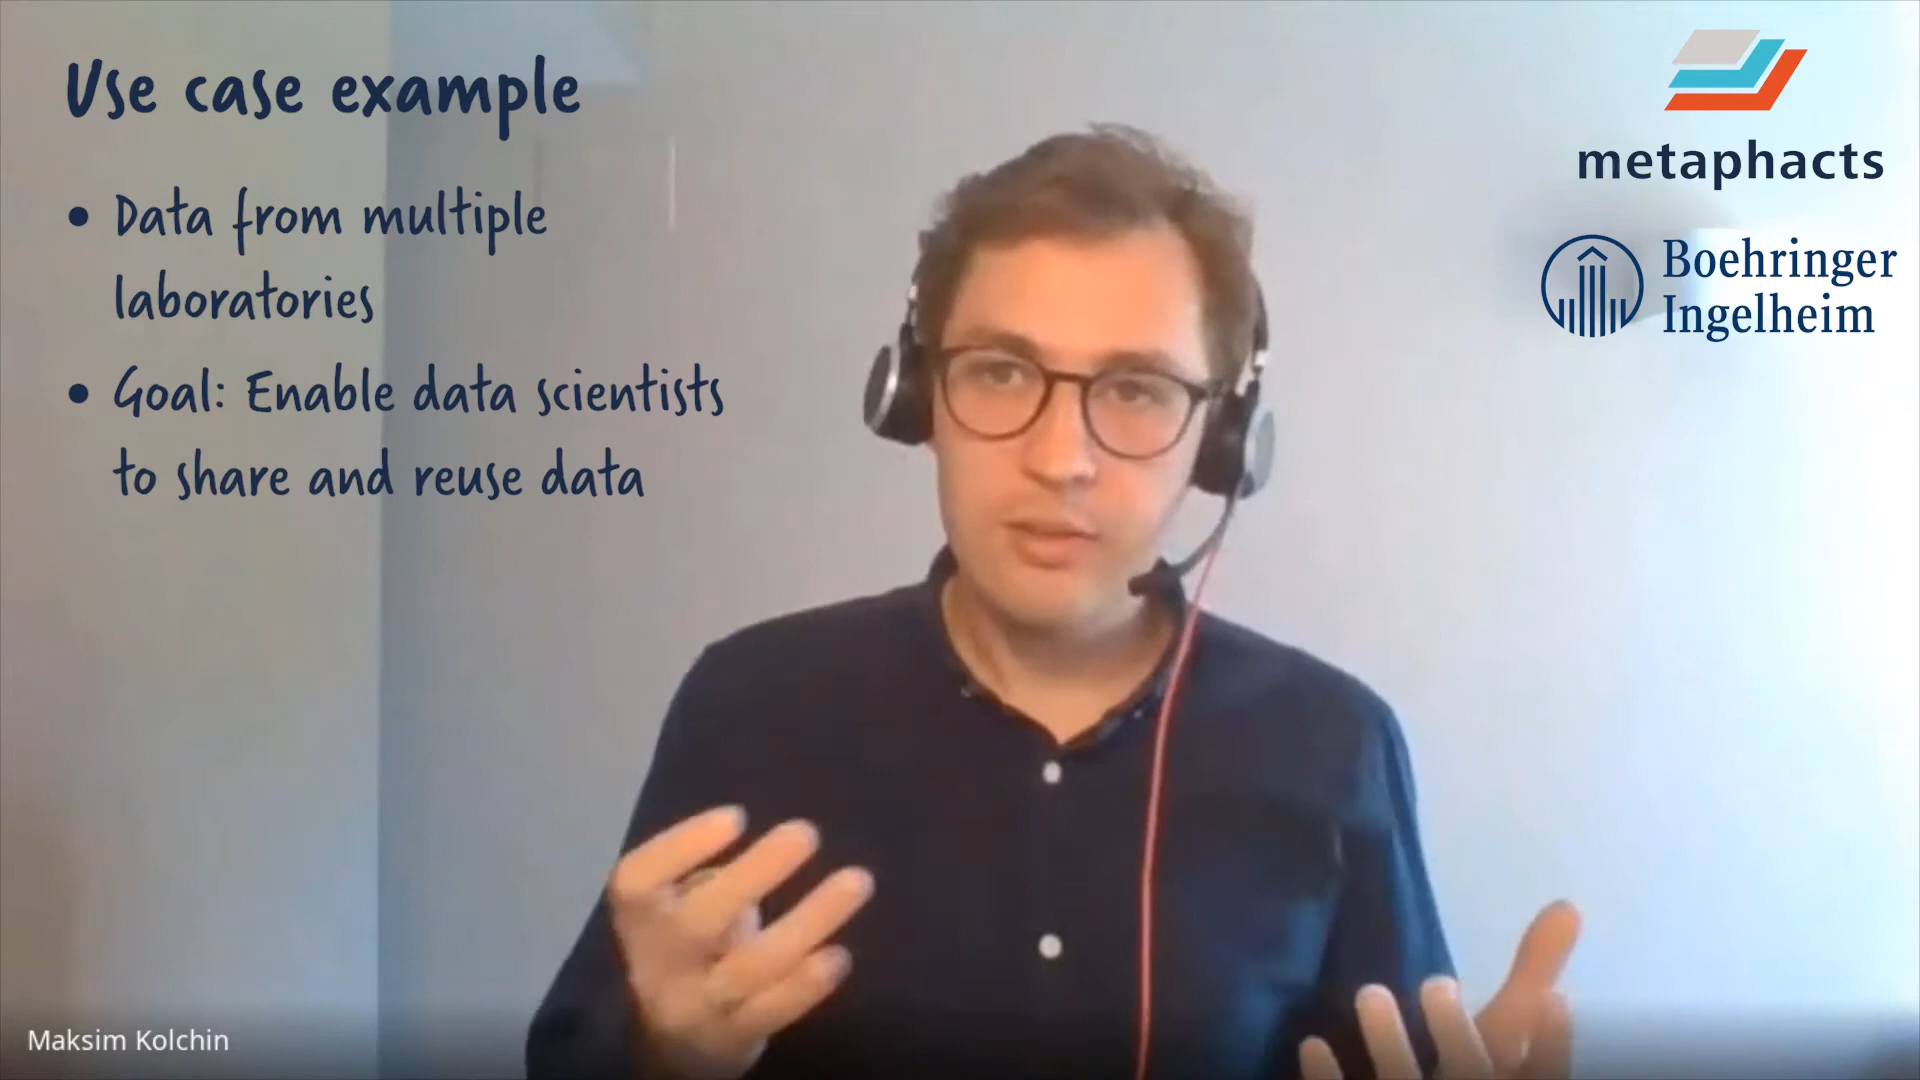 Use case example
• Data from multiple
laboratories
• Goal: Enable data scientists
to share and reuse data
metaphacts
Boehringer
Ingelheim
Maksim Kolchin